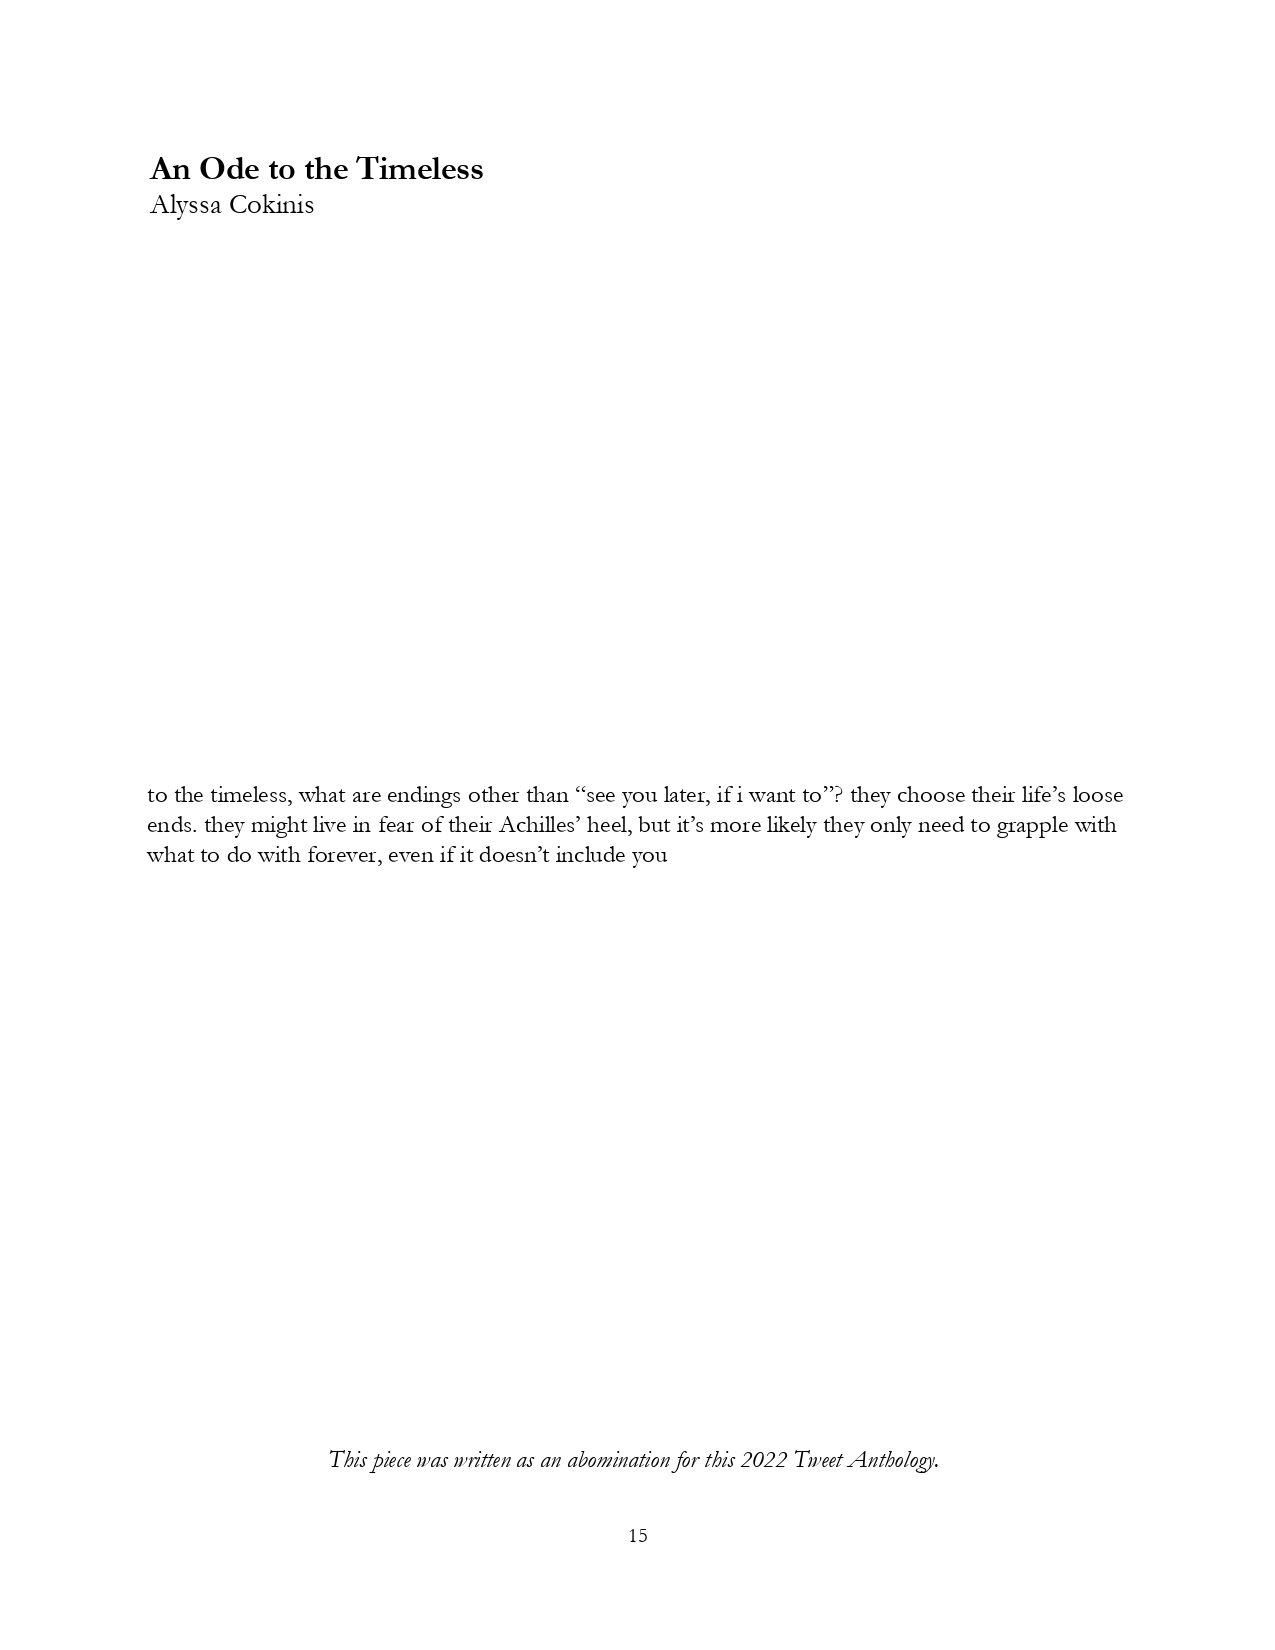 An Ode to the Timeless
Alyssa Cokinis
to the timeless, what are endings other than “see you later, if i want to”? they choose their life’s loose
ends. they might live in fear of their Achilles’ heel, but it’s more likely they only need to grapple with
what to do with forever, even if it doesn’t include you
This piece was written as an abomination for this 2022 Tweet Anthology.
15